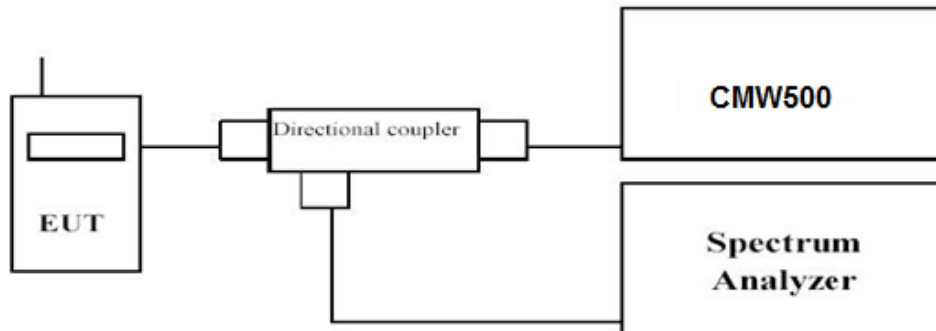 EUT
Directional coupler
CMW500
Spectrum
Analyzer